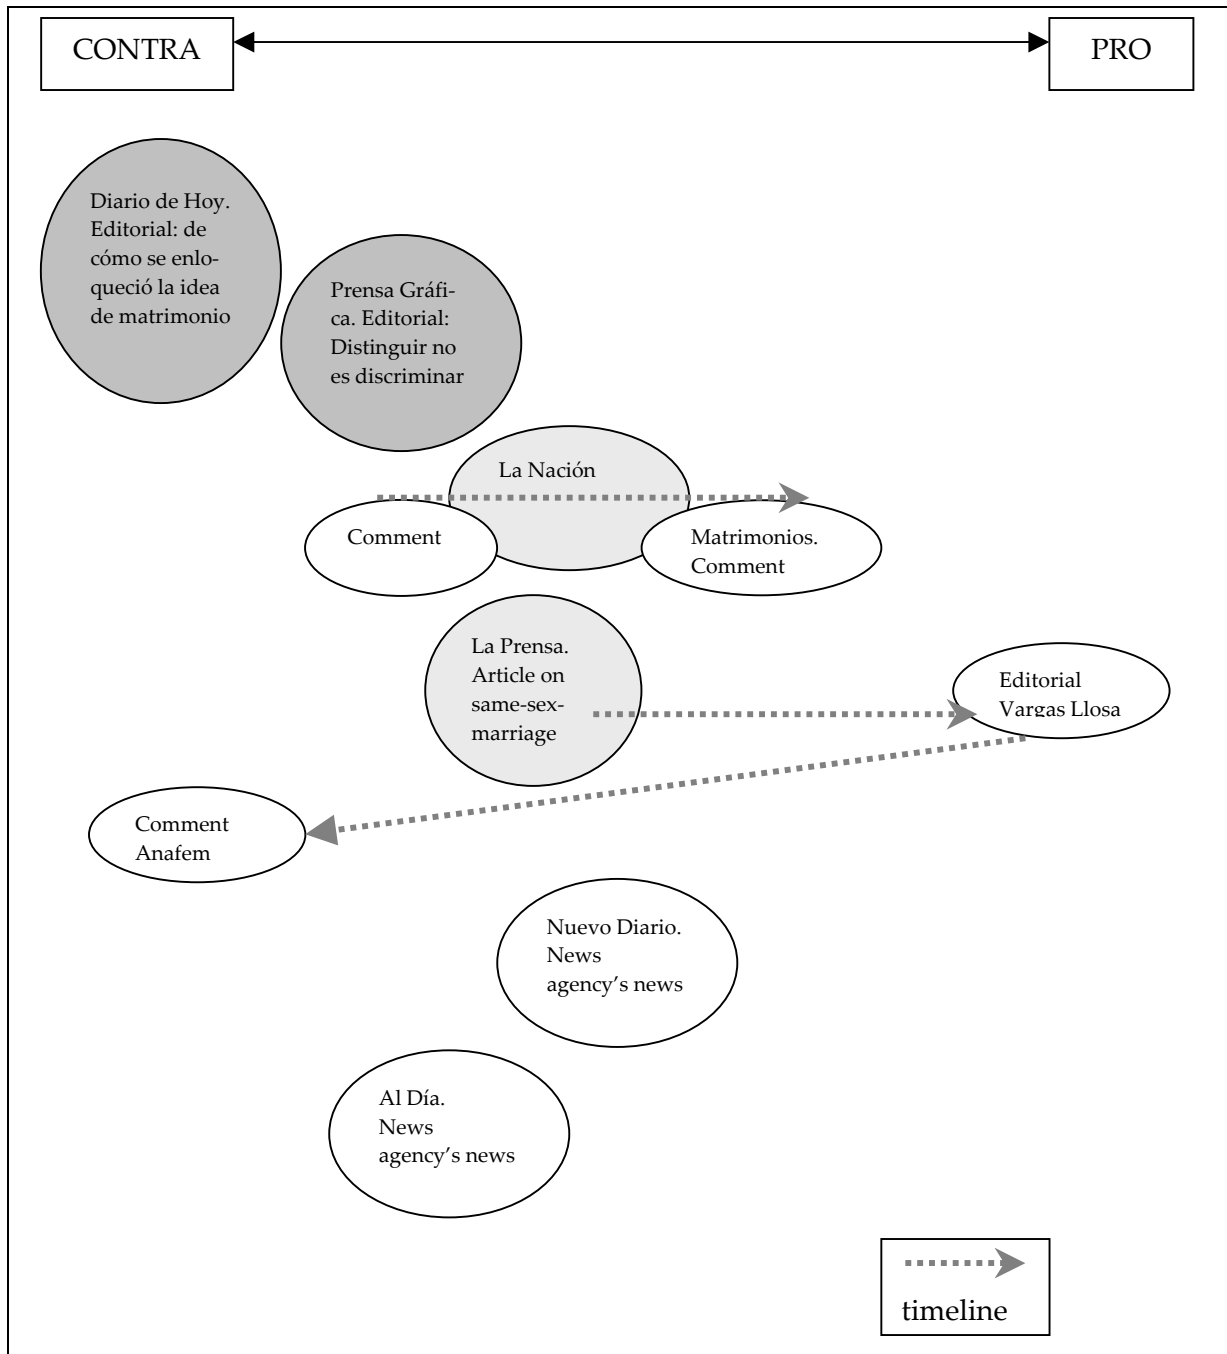 CONTRA
PRO
Diario de Hoy.
Editorial: de
cómo se enlo-
queció la idea
de matrimonio
Prensa Gráfi-
ca. Editorial:
Distinguir no
es discriminar
La Nación
Comment
Matrimonios.
Comment
La Prensa.
Article on
same-sex-
marriage
Editorial
Vargas Llosa
Comment
Anafem
Nuevo Diario.
News
agency’s news
Al Día.
News
agency’s news
timeline